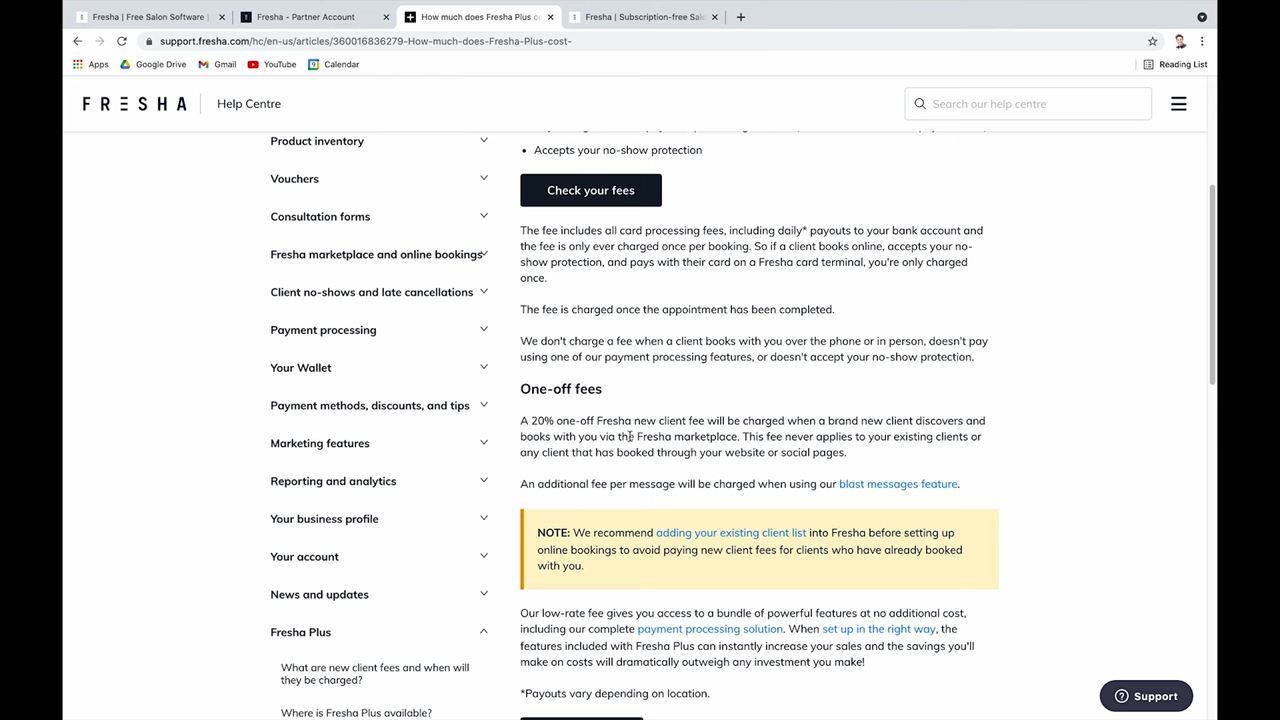 Fresha | Free Salon Software |
Fresha - Partner Account
How much does Fresha Plus co
Fresha | Subscription-free Sal
support.fresha.com/hc/en-us/articles/360016836279-How-much-does-Fresha-Plus-cost-
Apps
Google Drive
Gmail
YouTube
Calendar
Reading List
FRESHA
Help Centre
Search our help centre
Product inventory
Vouchers
Consultation forms
Fresha marketplace and online bookings
Client no-shows and late cancellations
Payment processing
Your Wallet
Payment methods, discounts, and tips
Marketing features
Reporting and analytics
Your business profile
Your account
News and updates
Fresha Plus
What are new client fees and when will
they be charged?
Where is Fresha Plus available?
• Accepts your no-show protection
Check your fees
The fee includes all card processing fees, including daily* payouts to your bank account and
the fee is only ever charged once per booking. So if a client books online, accepts your no-
show protection, and pays with their card on a Fresha card terminal, you're only charged
once.
The fee is charged once the appointment has been completed.
We don't charge a fee when a client books with you over the phone or in person, doesn't pay
using one of our payment processing features, or doesn't accept your no-show protection.
One-off fees
A 20% one-off Fresha new client fee will be charged when a brand new client discovers and
books with you via the Fresha marketplace. This fee never applies to your existing clients or
any client that has booked through your website or social pages.
An additional fee per message will be charged when using our blast messages feature.
NOTE: We recommend adding your existing client list into Fresha before setting up
online bookings to avoid paying new client fees for clients who have already booked
with you.
Our low-rate fee gives you access to a bundle of powerful features at no additional cost,
including our complete payment processing solution. When set up in the right way, the
features included with Fresha Plus can instantly increase your sales and the savings you'll
make on costs will dramatically outweigh any investment you make!
*Payouts vary depending on location.
Support